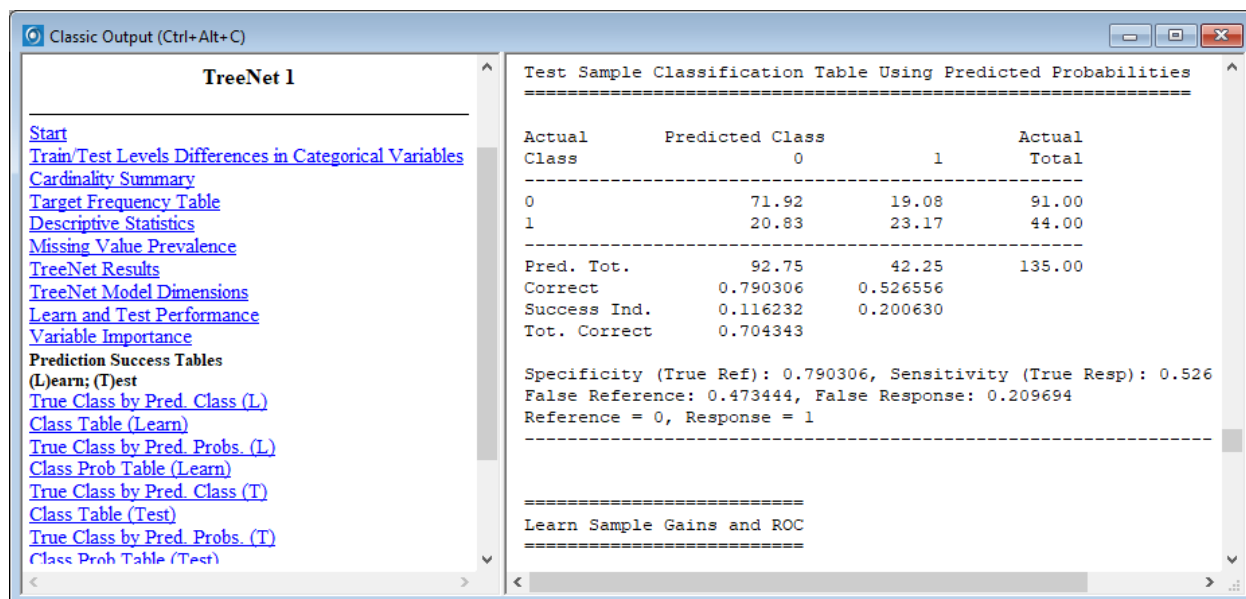 Classic Output (Ctrl+Alt+C)
TreeNet 1
Start
Train/Test Levels Differences in Categorical Variables
Cardinality Summary
Target Frequency Table
Descriptive Statistics
Missing Value Prevalence
TreeNet Results
TreeNet Model Dimensions
Learn and Test Performance
Variable Importance
Prediction Success Tables
(L)earn; (T)est
True Class by Pred. Class (L)
Class Table (Learn)
True Class by Pred. Probs. (L)
Class Prob Table (Learn)
True Class by Pred. Class (T)
Class Table (Test)
True Class by Pred. Probs. (T)
Class Prob Table (Test)
Test Sample Classification Table Using Predicted Probabilities
==========================================================================
Actual Predicted Class Actual
Class 0 1 Total
--------------------------------------------------------------
0 71.92 19.08 91.00
1 20.83 23.17 44.00
--------------------------------------------------------------
Pred. Tot. 92.75 42.25 135.00
Correct 0.790306 0.526556
Success Ind. 0.116232 0.200630
Tot. Correct 0.704343
Specificity (True Ref): 0.790306, Sensitivity (True Resp): 0.526
False Reference: 0.473444, False Response: 0.209694
Reference = 0, Response = 1
----------------------------------------------------------------------------
==========================
Learn Sample Gains and ROC
==========================